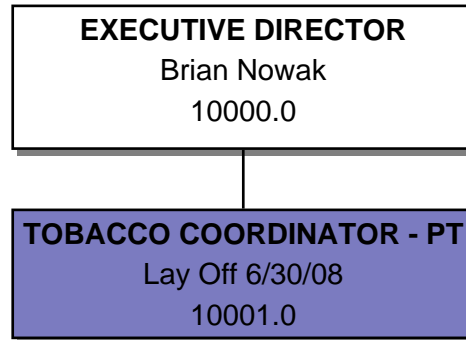 EXECUTIVE DIRECTOR
Brian Nowak
10000.0
TOBACCO COORDINATOR - PT
Lay Off 6/30/08
10001.0